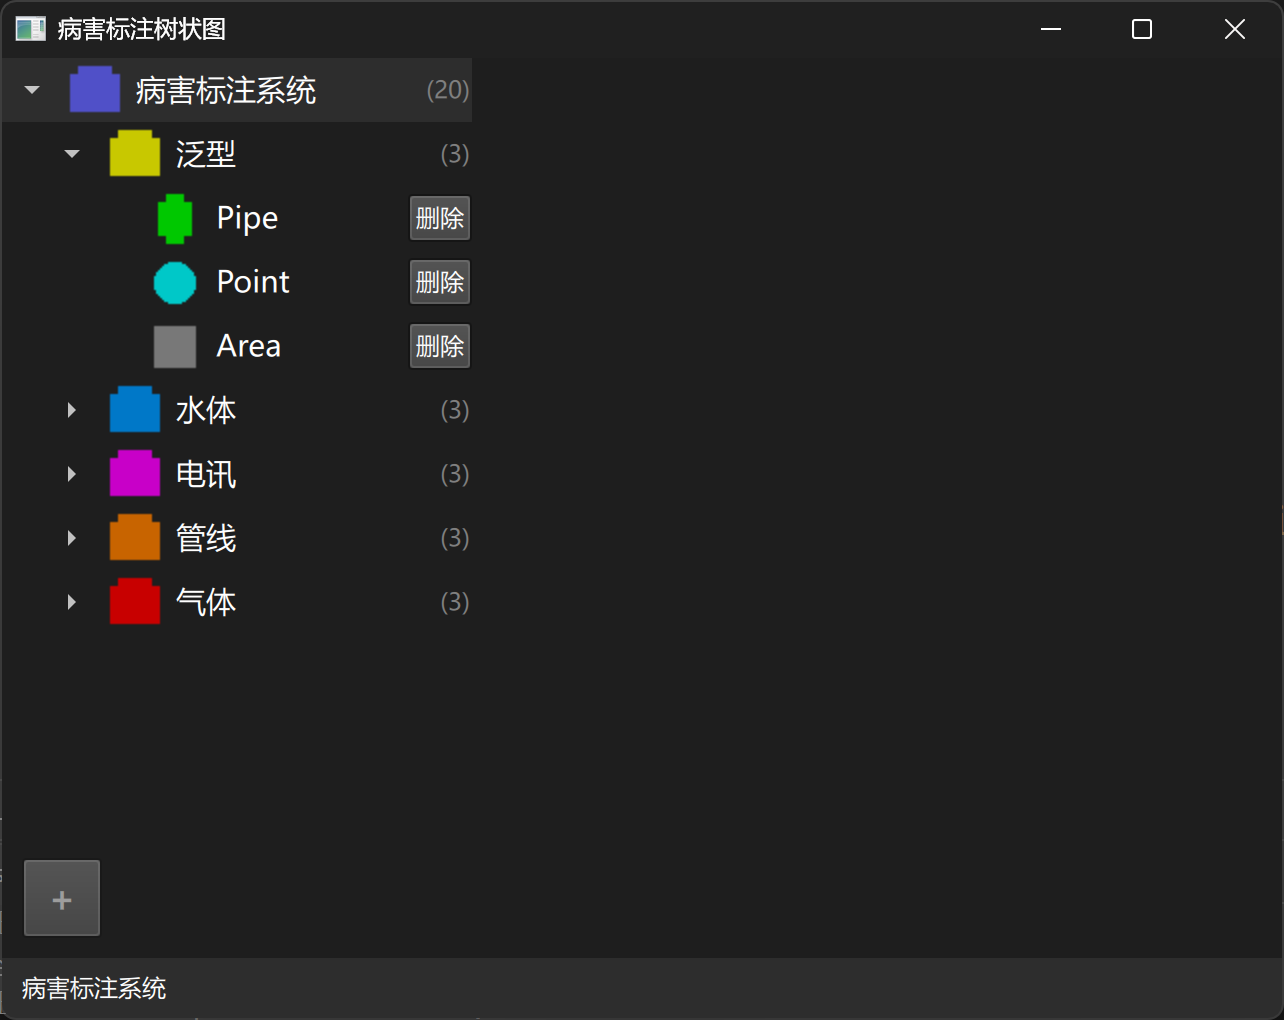 病害标注树状图
病害标注系统 (20)
泛型 (3)
Pipe 删除
Point 删除
Area 删除
水体 (3)
电讯 (3)
管线 (3)
气体 (3)
+
病害标注系统